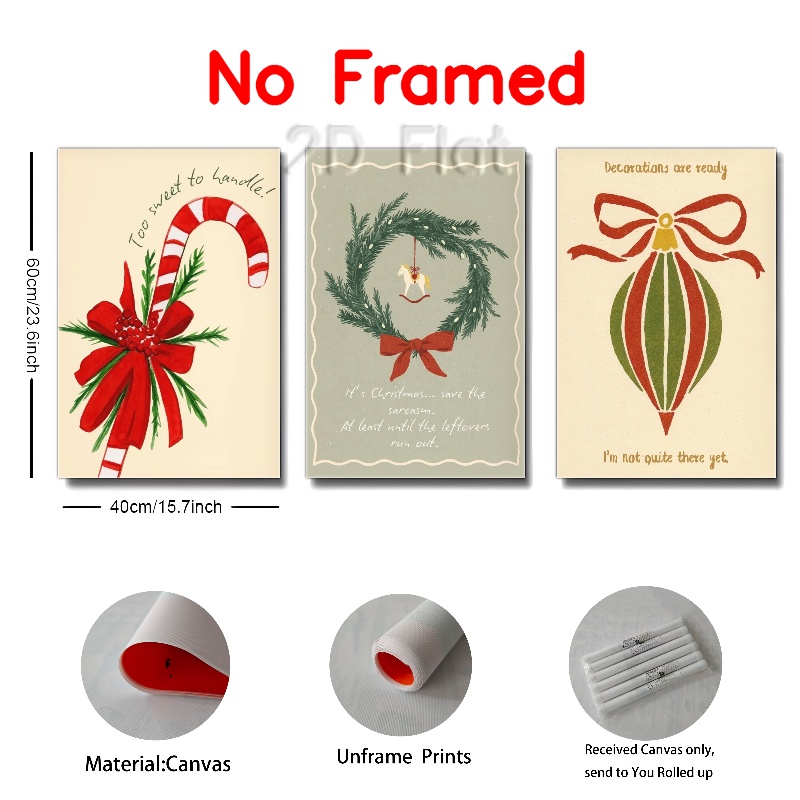 No Framed
2D Flat
Too sweet to handle!
It's Christmas... save the
sarcasm.
At least until the leftovers
run out.
Decorations are ready
I'm not quite there yet.
60cm/23.6inch
40cm/15.7inch
Material:Canvas
Unframe Prints
Received Canvas only,
send to You Rolled up